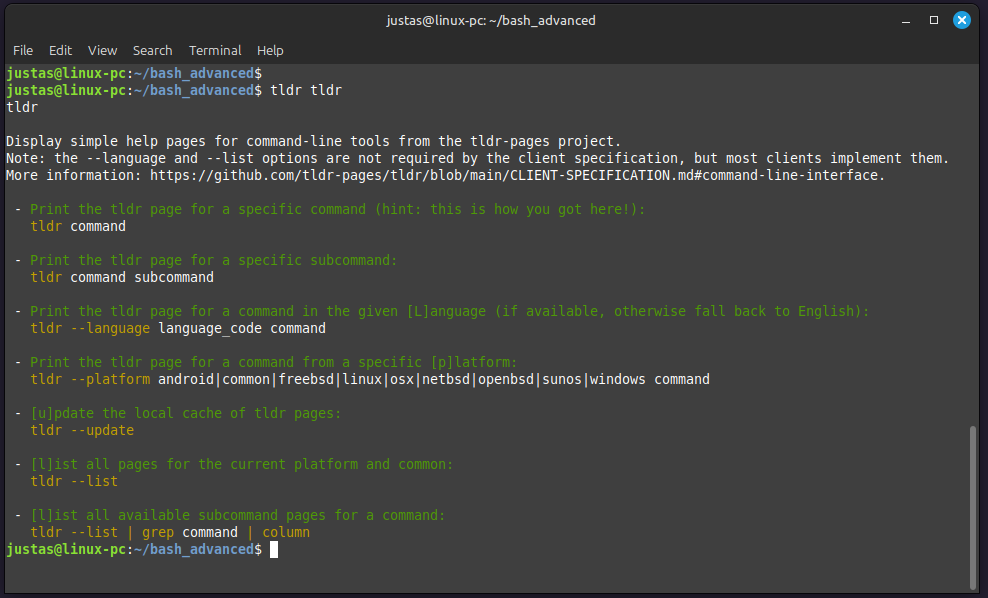 justas@linux-pc: ~/bash_advanced
File Edit View Search Terminal Help
justas@linux-pc:~/bash_advanced$
justas@linux-pc:~/bash_advanced$ tldr tldr
tldr
Display simple help pages for command-line tools from the tldr-pages project.
Note: the --language and --list options are not required by the client specification, but most clients implement them.
More information: https://github.com/tldr-pages/tldr/blob/main/CLIENT-SPECIFICATION.md#command-line-interface.
- Print the tldr page for a specific command (hint: this is how you got here!):
tldr command
- Print the tldr page for a specific subcommand:
tldr command subcommand
- Print the tldr page for a command in the given [L]anguage (if available, otherwise fall back to English):
tldr --language language_code command
- Print the tldr page for a command from a specific [p]latform:
tldr --platform android|common|freebsd|linux|osx|netbsd|openbsd|sunos|windows command
- [u]pdate the local cache of tldr pages:
tldr --update
- [l]ist all pages for the current platform and common:
tldr --list
- [l]ist all available subcommand pages for a command:
tldr --list | grep command | column
justas@linux-pc:~/bash_advanced$